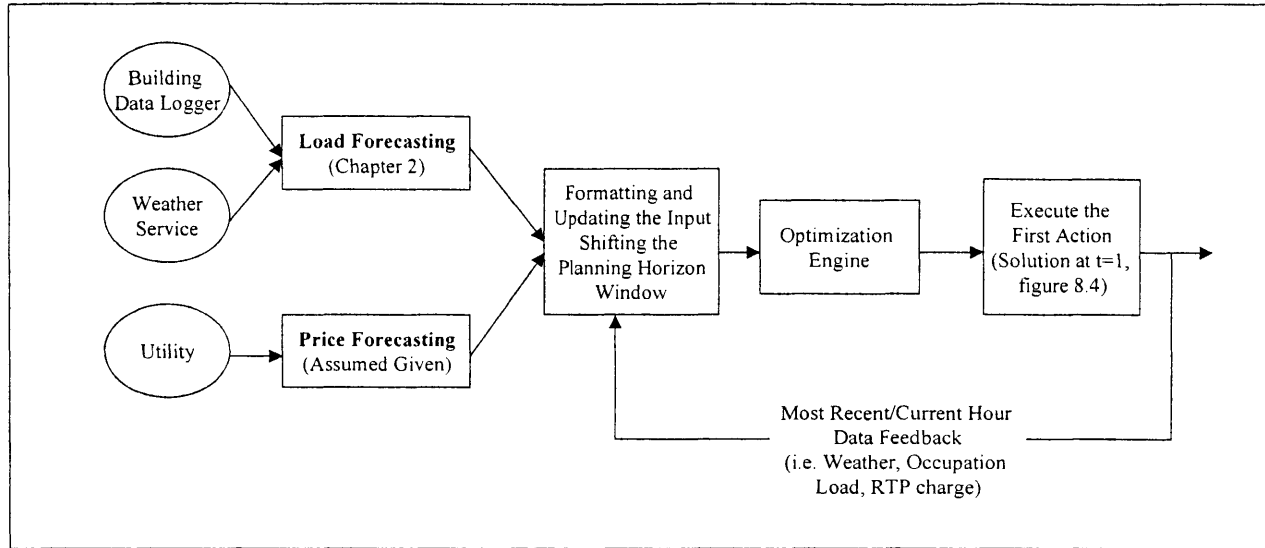 Building
Data Logger
Weather
Service
Utility
Load Forecasting
(Chapter 2)
Price Forecasting
(Assumed Given)
Formatting and
Updating the Input
Shifting the
Planning Horizon
Window
Optimization
Engine
Execute the
First Action
(Solution at t=1,
figure 8.4)
Most Recent/Current Hour
Data Feedback
(i.e. Weather, Occupation
Load, RTP charge)